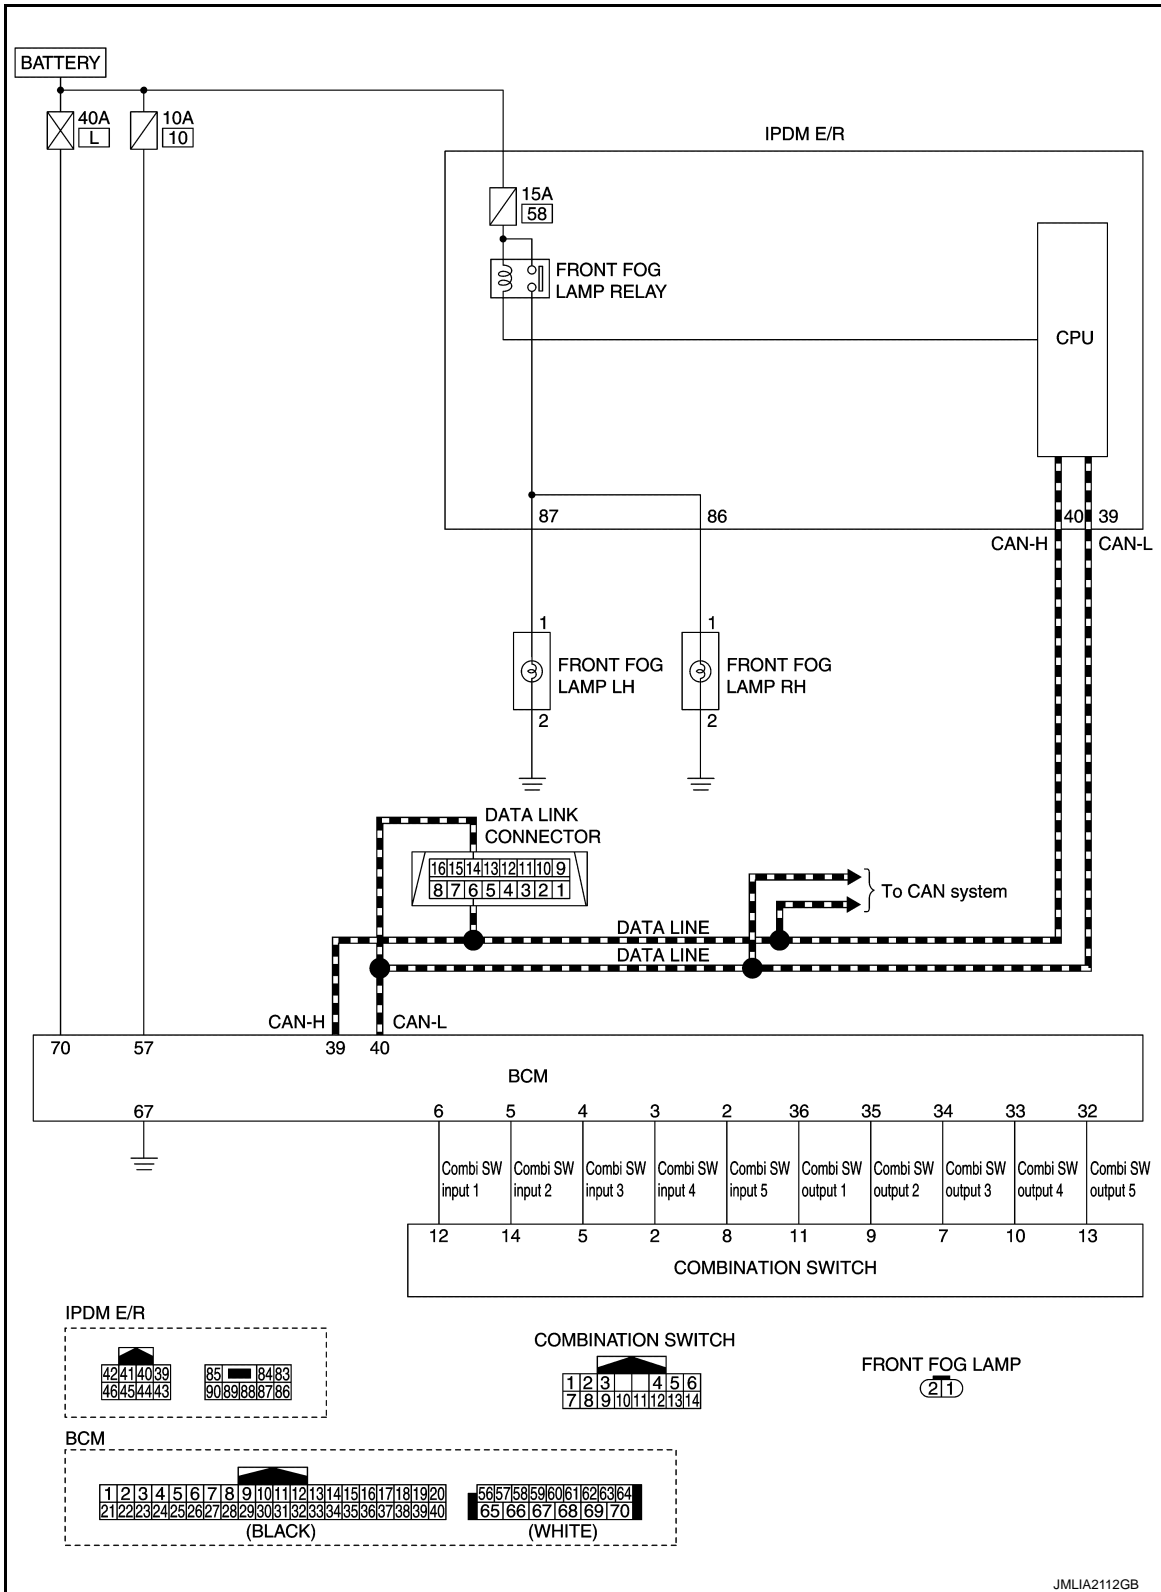 BATTERY
40A
L
10A
10
IPDM E/R
15A
58
FRONT FOG
LAMP RELAY
CPU
87
86
40
39
CAN-H
CAN-L
1
1
FRONT FOG
LAMP LH
FRONT FOG
LAMP RH
2
2
DATA LINK
CONNECTOR
16 15 14 13 12 11 10 9
8 7 6 5 4 3 2 1
To CAN system
DATA LINE
DATA LINE
CAN-H
CAN-L
70 57 39 40
BCM
67 6 5 4 3 2 36 35 34 33 32
Combi SW
input 1
Combi SW
input 2
Combi SW
input 3
Combi SW
input 4
Combi SW
input 5
Combi SW
output 1
Combi SW
output 2
Combi SW
output 3
Combi SW
output 4
Combi SW
output 5
12 14 5 2 8 11 9 7 10 13
COMBINATION SWITCH
IPDM E/R
42 41 40 39
46 45 44 43
85 84 83
90 89 88 87 86
COMBINATION SWITCH
1 2 3 4 5 6
7 8 9 10 11 12 13 14
FRONT FOG LAMP
2 1
BCM
1 2 3 4 5 6 7 8 9 10 11 12 13 14 15 16 17 18 19 20
21 22 23 24 25 26 27 28 29 30 31 32 33 34 35 36 37 38 39 40
(BLACK)
56 57 58 59 60 61 62 63 64
65 66 67 68 69 70
(WHITE)
JMLIA2112GB